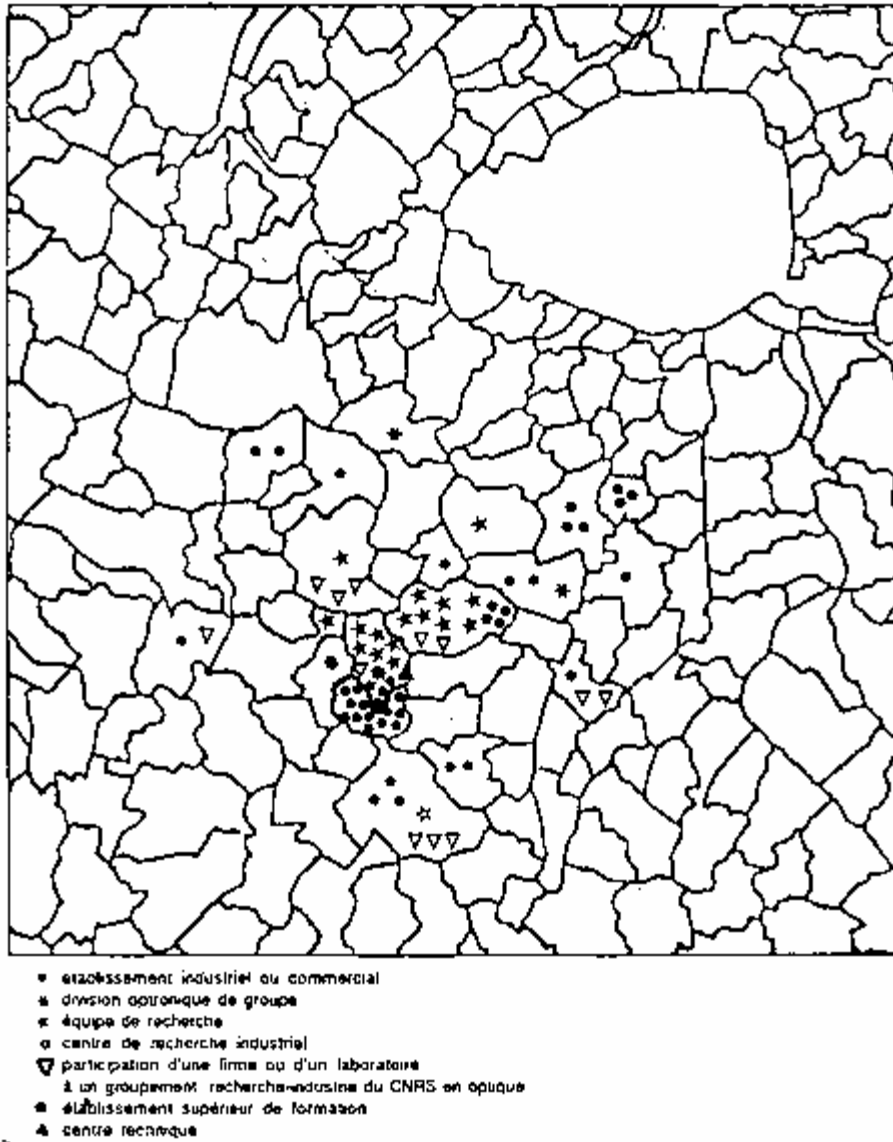 établissement industriel ou commercial
division optronique de groupe
équipe de recherche
centre de recherche industriel
participation d'une firme ou d'un laboratoire
à un groupement recherche-industrie du CNRS en optique
établissement supérieur de formation
centre technique